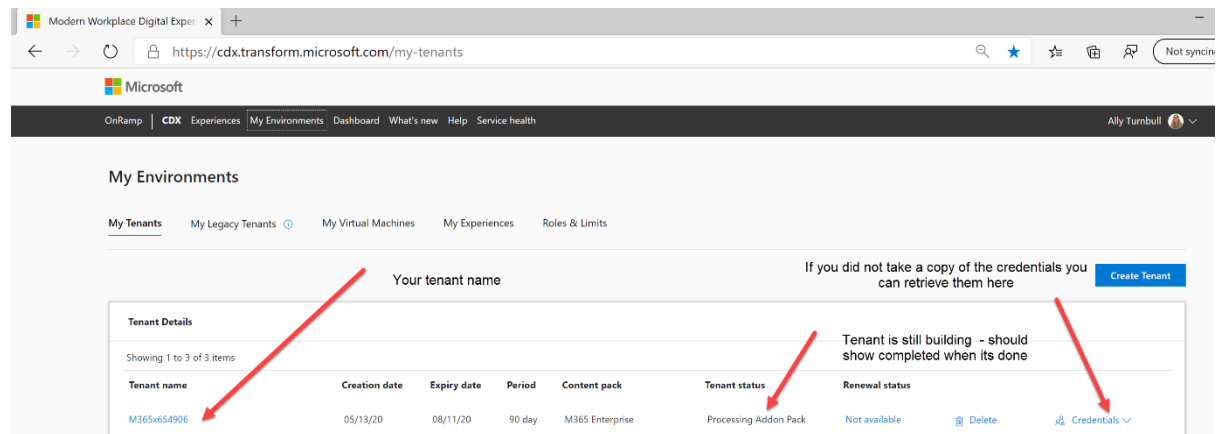 Modern Workplace Digital Experi
https://cdx.transform.microsoft.com/my-tenants
Not syncing
Microsoft
OnRamp | CDX Experiences My Environments Dashboard What's new Help Service health Ally Turnbull
My Environments
My Tenants My Legacy Tenants My Virtual Machines My Experiences Roles & Limits
If you did not take a copy of the credentials you
can retrieve them here
Your tenant name
Create Tenant
Tenant Details
Tenant is still building - should
show completed when its done
Showing 1 to 3 of 3 items
Tenant name Creation date Expiry date Period Content pack Tenant status Renewal status
M365x654906 05/13/20 08/11/20 90 day M365 Enterprise Processing Addon Pack Not available Delete Credentials